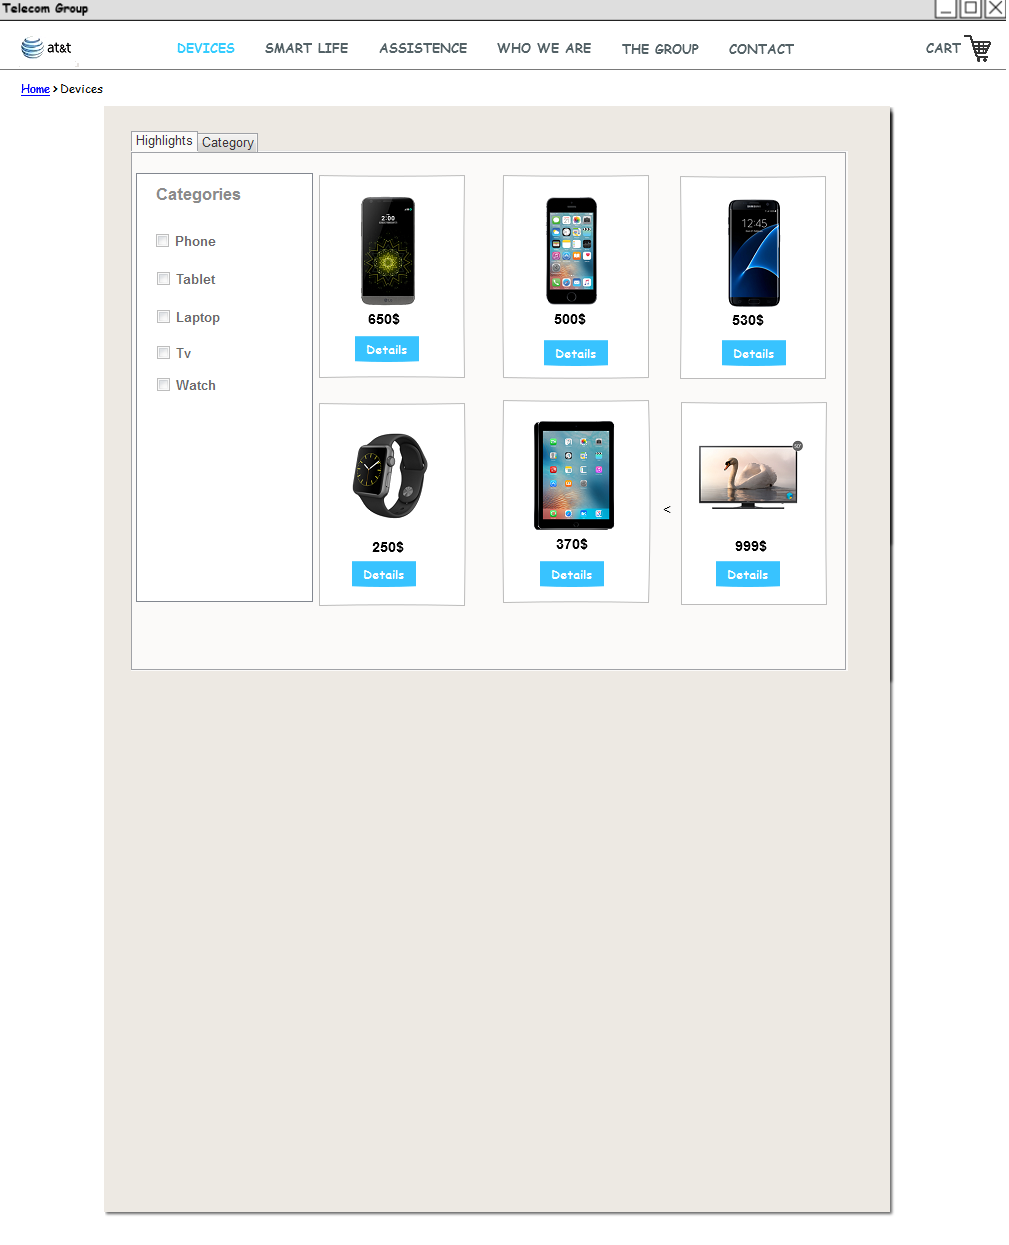 Telecom Group
at&t
DEVICES SMART LIFE ASSISTENCE WHO WE ARE THE GROUP CONTACT CART
Home > Devices
Highlights Category
Categories
Phone
Tablet
Laptop
Tv
Watch
2:00
LG
650$
Details
500$
Details
SAMSUNG
12:45
530$
Details
250$
Details
370$
Details
<
999$
Details